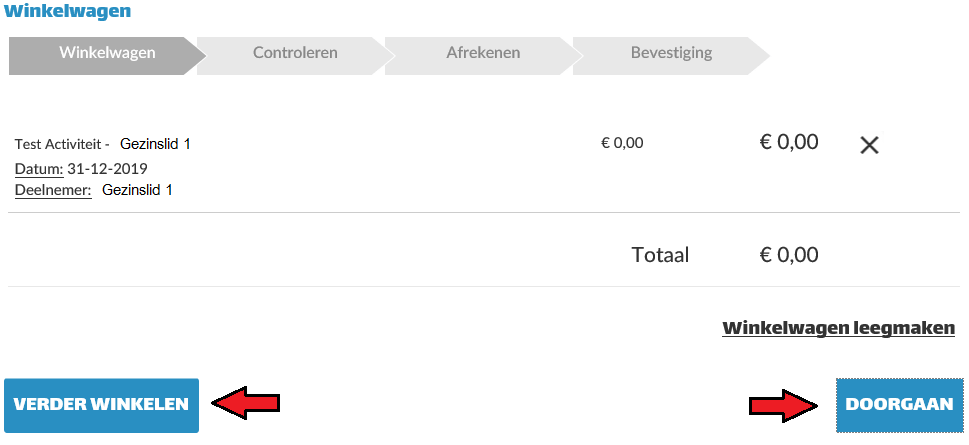 Winkelwagen
Winkelwagen Controleren Afrekenen Bevestiging
Test Activiteit - Gezinslid 1 € 0,00 € 0,00
Datum: 31-12-2019
Deelnemer: Gezinslid 1
Totaal € 0,00
Winkelwagen leegmaken
VERDER WINKELEN DOORGAAN